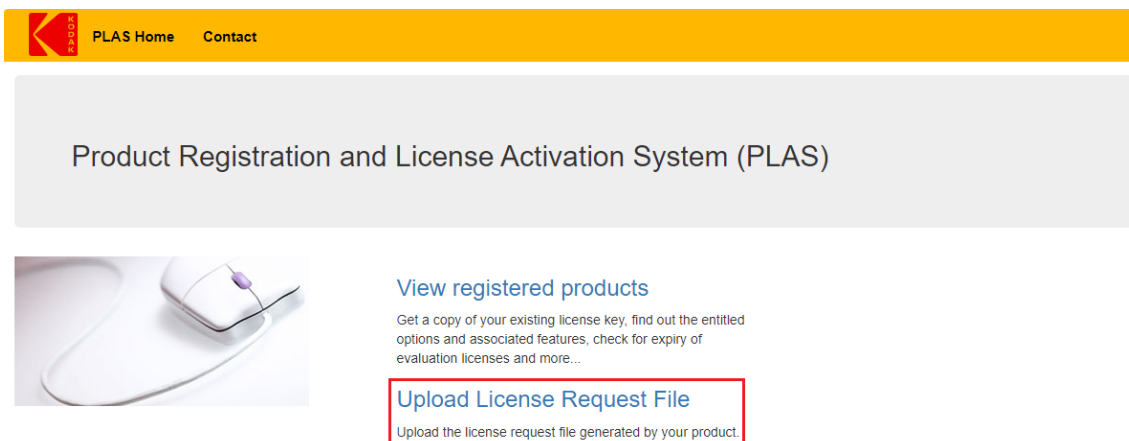 KODAK
PLAS Home Contact
Product Registration and License Activation System (PLAS)
View registered products
Get a copy of your existing license key, find out the entitled
options and associated features, check for expiry of
evaluation licenses and more...
Upload License Request File
Upload the license request file generated by your product.